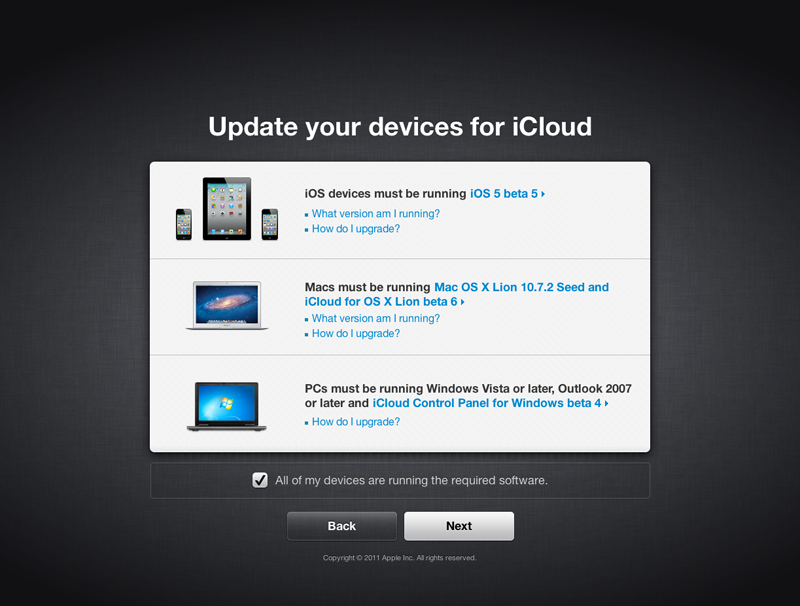 Update your devices for iCloud
iOS devices must be running iOS 5 beta 5
What version am I running?
How do I upgrade?
Macs must be running Mac OS X Lion 10.7.2 Seed and
iCloud for OS X Lion beta 6
What version am I running?
How do I upgrade?
PCs must be running Windows Vista or later, Outlook 2007
or later and iCloud Control Panel for Windows beta 4
How do I upgrade?
All of my devices are running the required software.
Back
Next
Copyright © 2011 Apple Inc. All rights reserved.